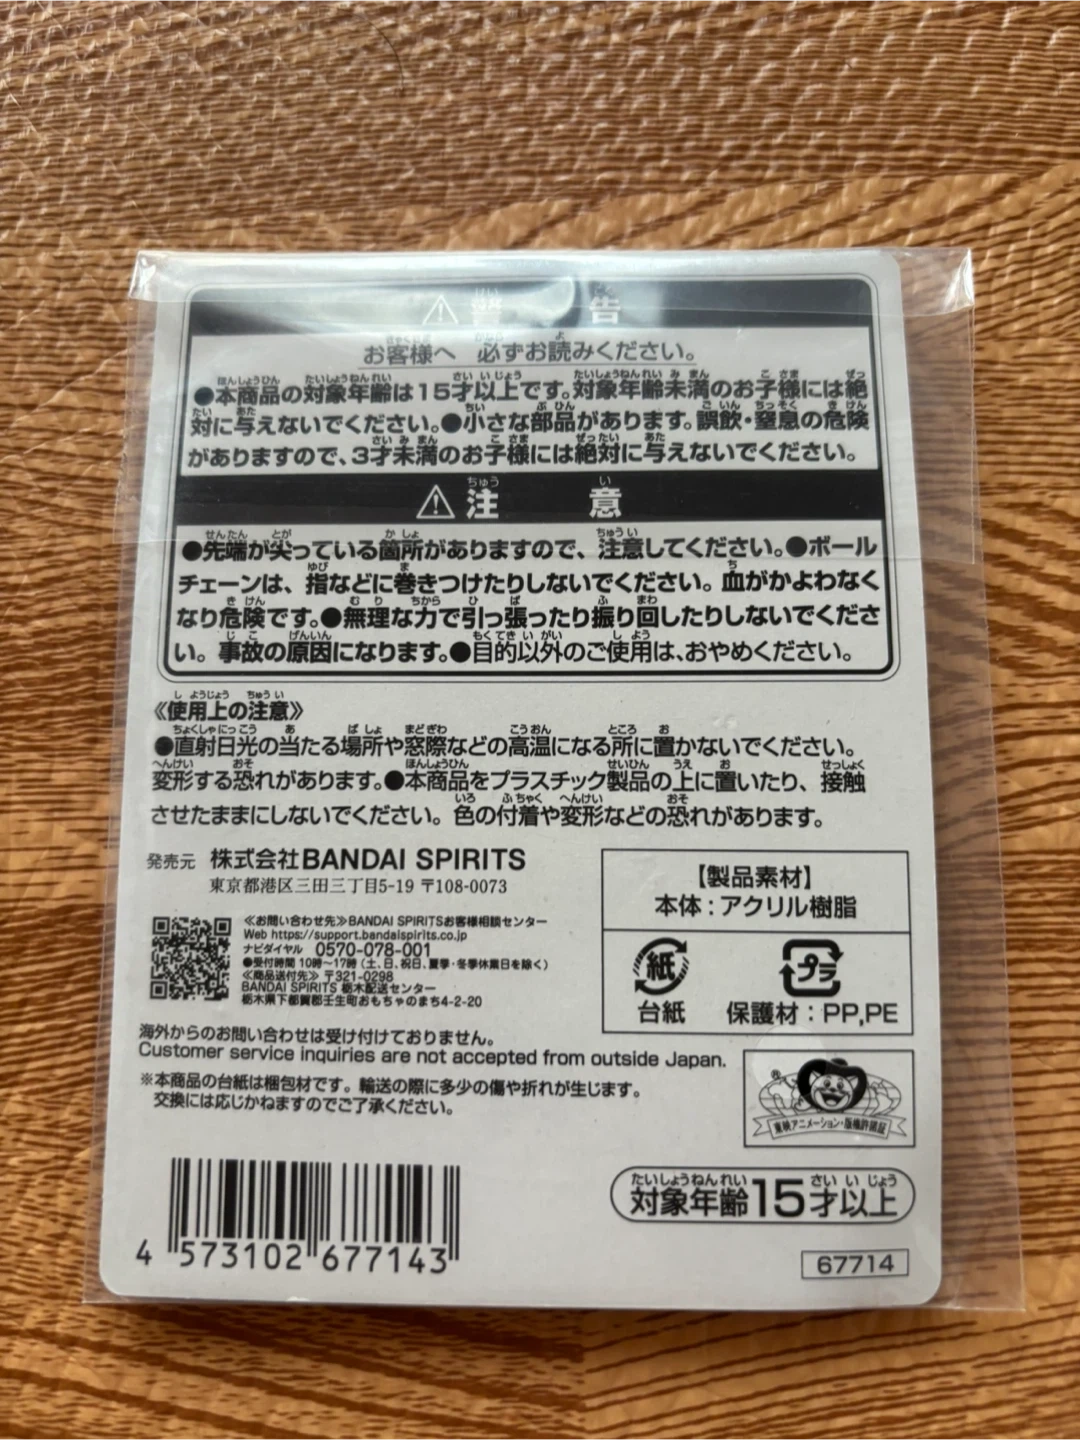 ⚠警 告
お客様へ 必ずお読みください。
●本商品の対象年齢は15才以上です。対象年齢未満のお子様には絶
対に与えないでください。●小さな部品があります。誤飲・窒息の危険
がありますので、3才未満のお子様には絶対に与えないでください。
⚠注 意
●先端が尖っている箇所がありますので、注意してください。●ボール
チェーンは、指などに巻きつけたりしないでください。血がかよわなく
なり危険です。●無理な力で引っ張ったり振り回したりしないでくださ
い。事故の原因になります。●目的以外のご使用は、おやめください。
《使用上の注意》
●直射日光の当たる場所や窓際などの高温になる所に置かないでください。
変形する恐れがあります。●本商品をプラスチック製品の上に置いたり、接触
させたままにしないでください。色の付着や変形などの恐れがあります。
発売元 株式会社BANDAI SPIRITS
東京都港区三田三丁目5-19 〒108-0073
≪お問い合わせ先≫BANDAI SPIRITSお客様相談センター
Web https://support.bandaispirits.co.jp
ナビダイヤル 0570-078-001
●受付時間 10時～17時(土、日、祝日、夏季・冬季休業日を除く)
≪商品送付先≫〒321-0298
BANDAI SPIRITS 栃木配送センター
栃木県下都賀郡壬生町おもちゃのまち4-2-20
【製品素材】
本体:アクリル樹脂
紙
台紙
プラ
保護材:PP,PE
海外からのお問い合わせは受け付けておりません。
Customer service inquiries are not accepted from outside Japan.
※本商品の台紙は梱包材です。輸送の際に多少の傷や折れが生じます。
交換には応じかねますのでご了承ください。
東映アニメーション・版権許諾証
対象年齢15才以上
4 573102 677143
67714